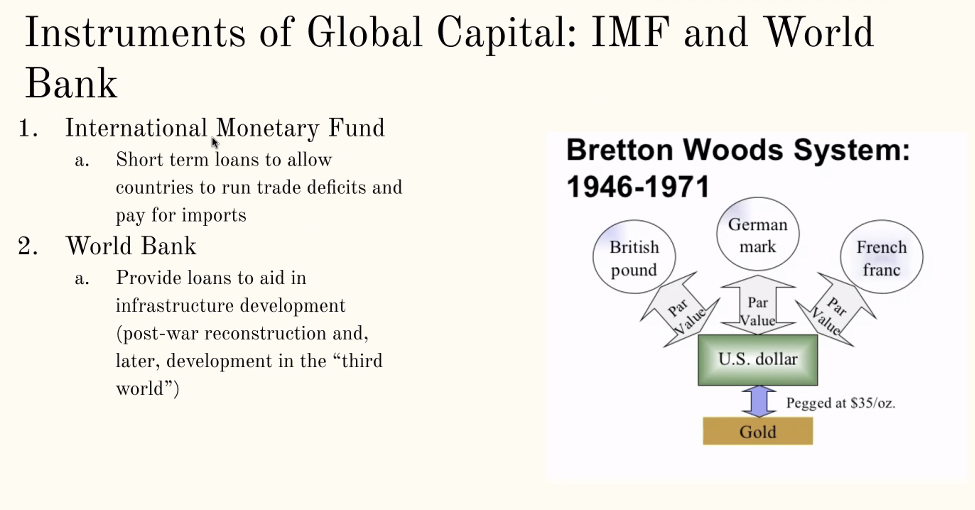 Instruments of Global Capital: IMF and World
Bank
1. International Monetary Fund
a. Short term loans to allow
countries to run trade deficits and
pay for imports
2. World Bank
a. Provide loans to aid in
infrastructure development
(post-war reconstruction and,
later, development in the “third
world”)
Bretton Woods System:
1946-1971
British
pound
German
mark
French
franc
Par
Value
Par
Value
Par
Value
U.S. dollar
Pegged at $35/oz.
Gold